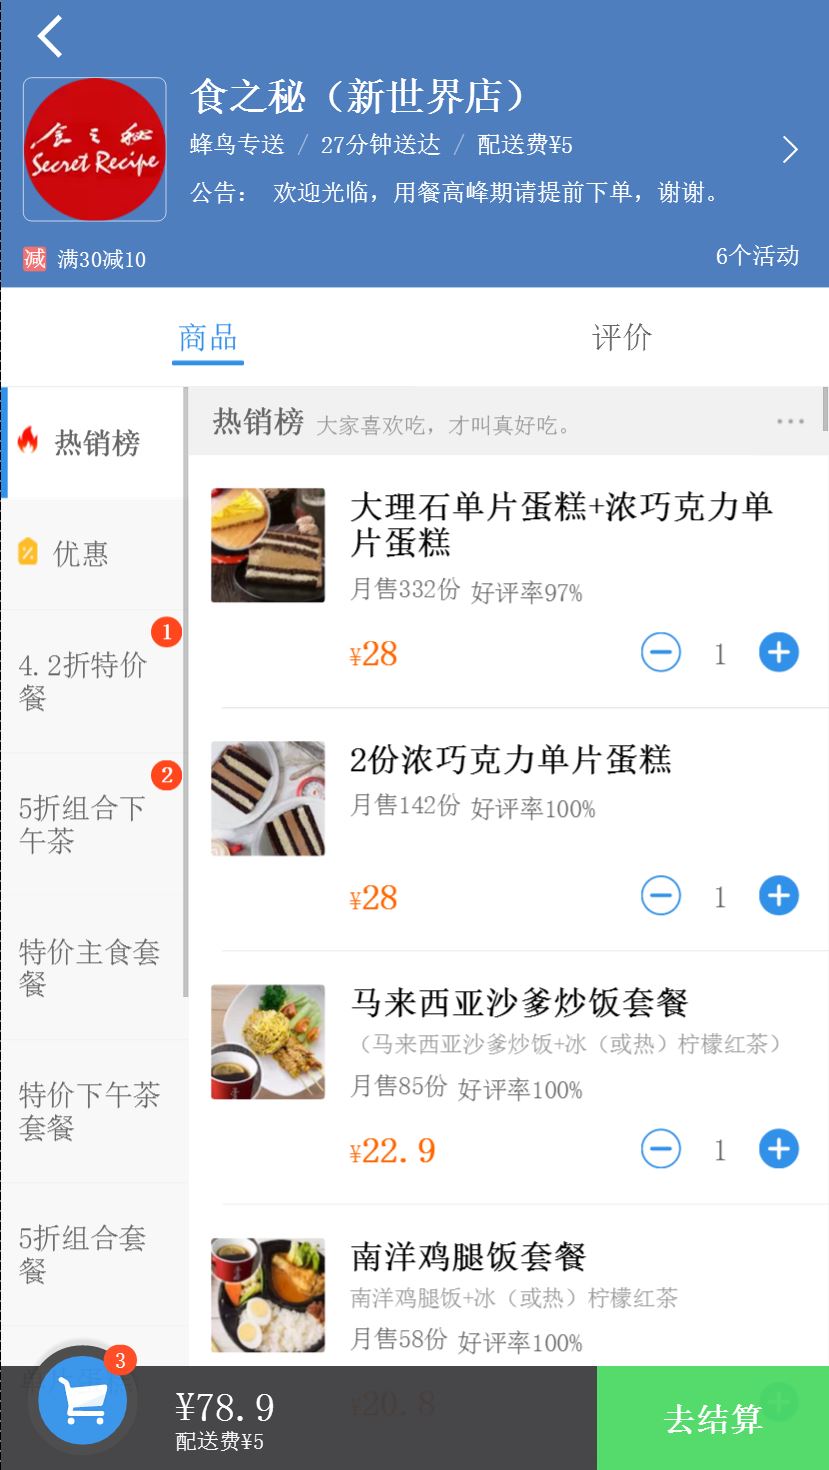 食之秘（新世界店）
食之秘
Secret Recipe
蜂鸟专送 / 27分钟送达 / 配送费¥5
公告： 欢迎光临，用餐高峰期请提前下单，谢谢。
减 满30减10
6个活动
商品
评价
热销榜
优惠
1
4.2折特价
餐
2
5折组合下
午茶
特价主食套
餐
特价下午茶
套餐
5折组合套
餐
热销榜 大家喜欢吃，才叫真好吃。 ...
大理石单片蛋糕+浓巧克力单
片蛋糕
月售332份 好评率97%
¥28
1
2份浓巧克力单片蛋糕
月售142份 好评率100%
¥28
1
马来西亚沙爹炒饭套餐
（马来西亚沙爹炒饭+冰（或热）柠檬红茶）
月售85份 好评率100%
¥22.9
1
南洋鸡腿饭套餐
南洋鸡腿饭+冰（或热）柠檬红茶
月售58份 好评率100%
¥20.8
3
¥78.9
配送费¥5
去结算